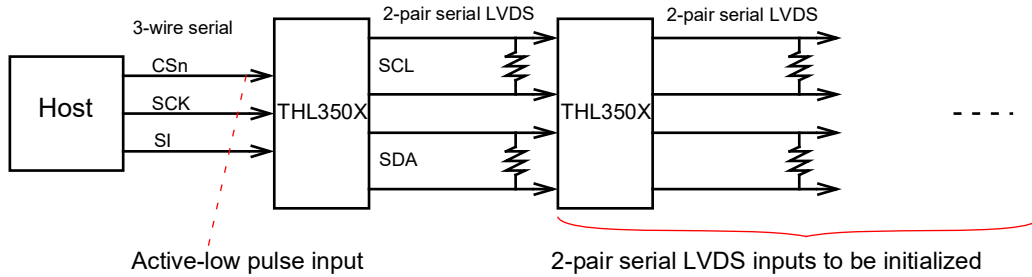 3-wire serial
2-pair serial LVDS
2-pair serial LVDS
Host
CSn
SCK
SI
THL350X
SCL
SDA
THL350X
Active-low pulse input
2-pair serial LVDS inputs to be initialized